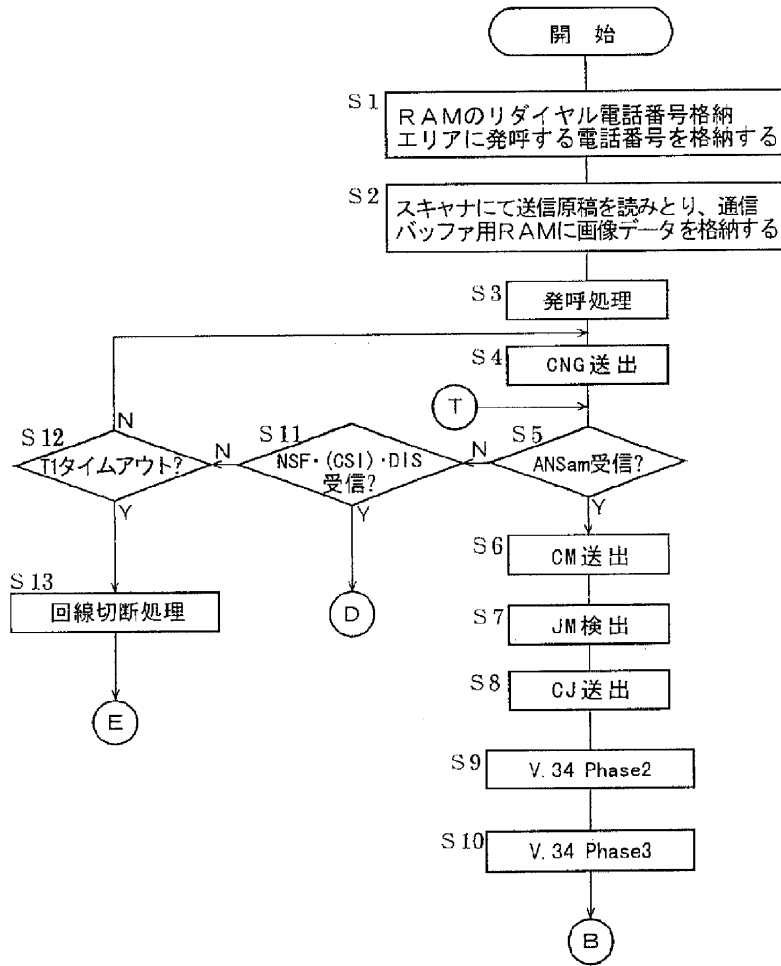 開始
S1
RAMのリダイヤル電話番号格納
エリアに発呼する電話番号を格納する
S2
スキャナにて送信原稿を読みとり、通信
バッファ用RAMに画像データを格納する
S3
発呼処理
S4
CNG送出
T
S5
ANSam受信?
N
Y
S11
NSF・(CSI)・DIS
受信?
N
Y
S12
T1タイムアウト?
N
Y
S6
CM送出
S13
回線切断処理
D
S7
JM検出
S8
CJ送出
E
S9
V.34 Phase2
S10
V.34 Phase3
B